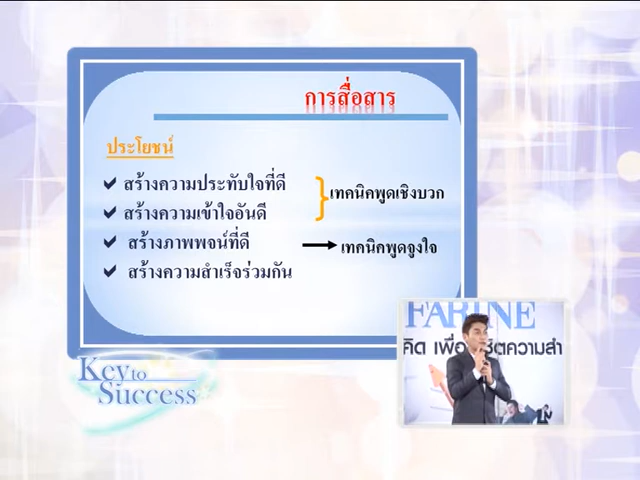 การสื่อสาร
ประโยชน์
สร้างความประทับใจที่ดี
สร้างความเข้าใจอันดี
เทคนิคพูดเชิงบวก
สร้างภาพพจน์ที่ดี
เทคนิคพูดจูงใจ
สร้างความสำเร็จร่วมกัน
Key to
Success
FARINE
คิด เพื่อ ชีตความสำ